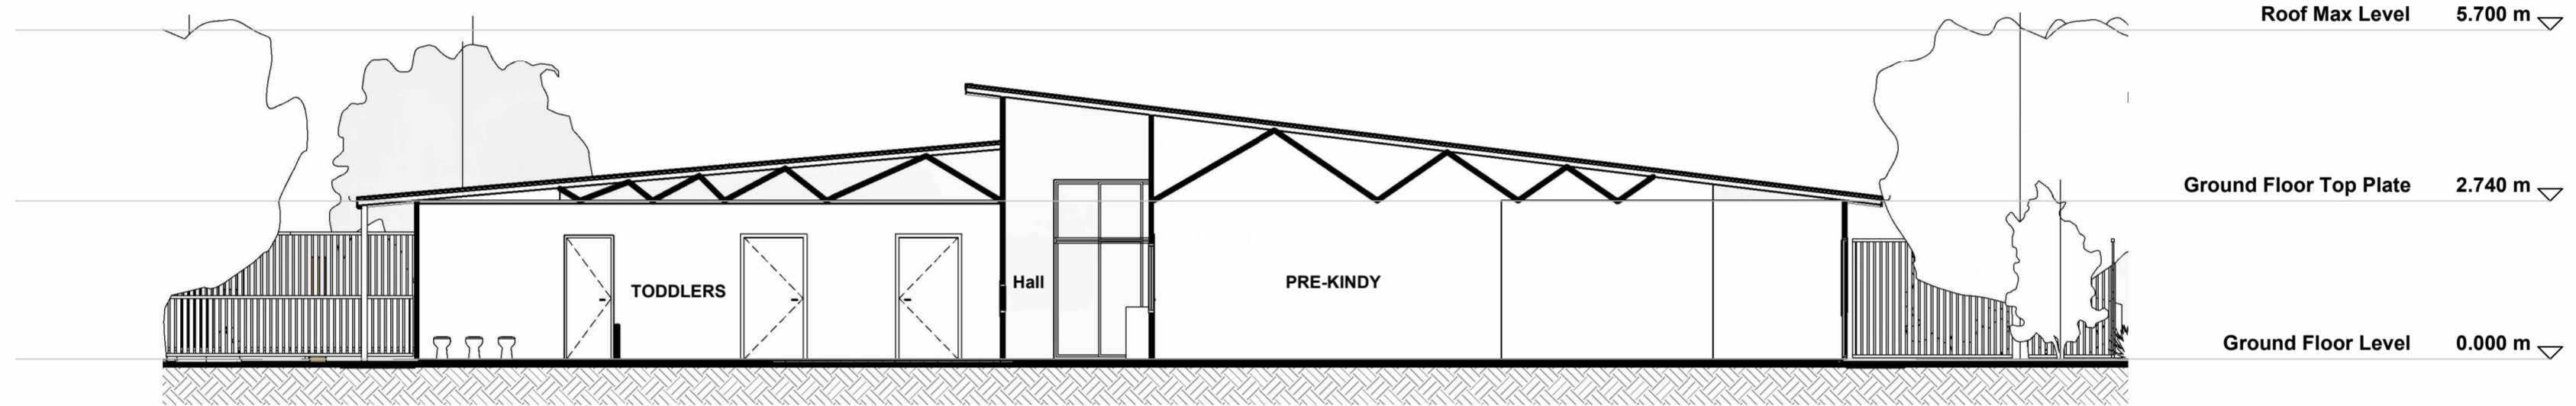 Roof Max Level 5.700 m
Ground Floor Top Plate 2.740 m
TODDLERS
Hall
PRE-KINDY
Ground Floor Level 0.000 m